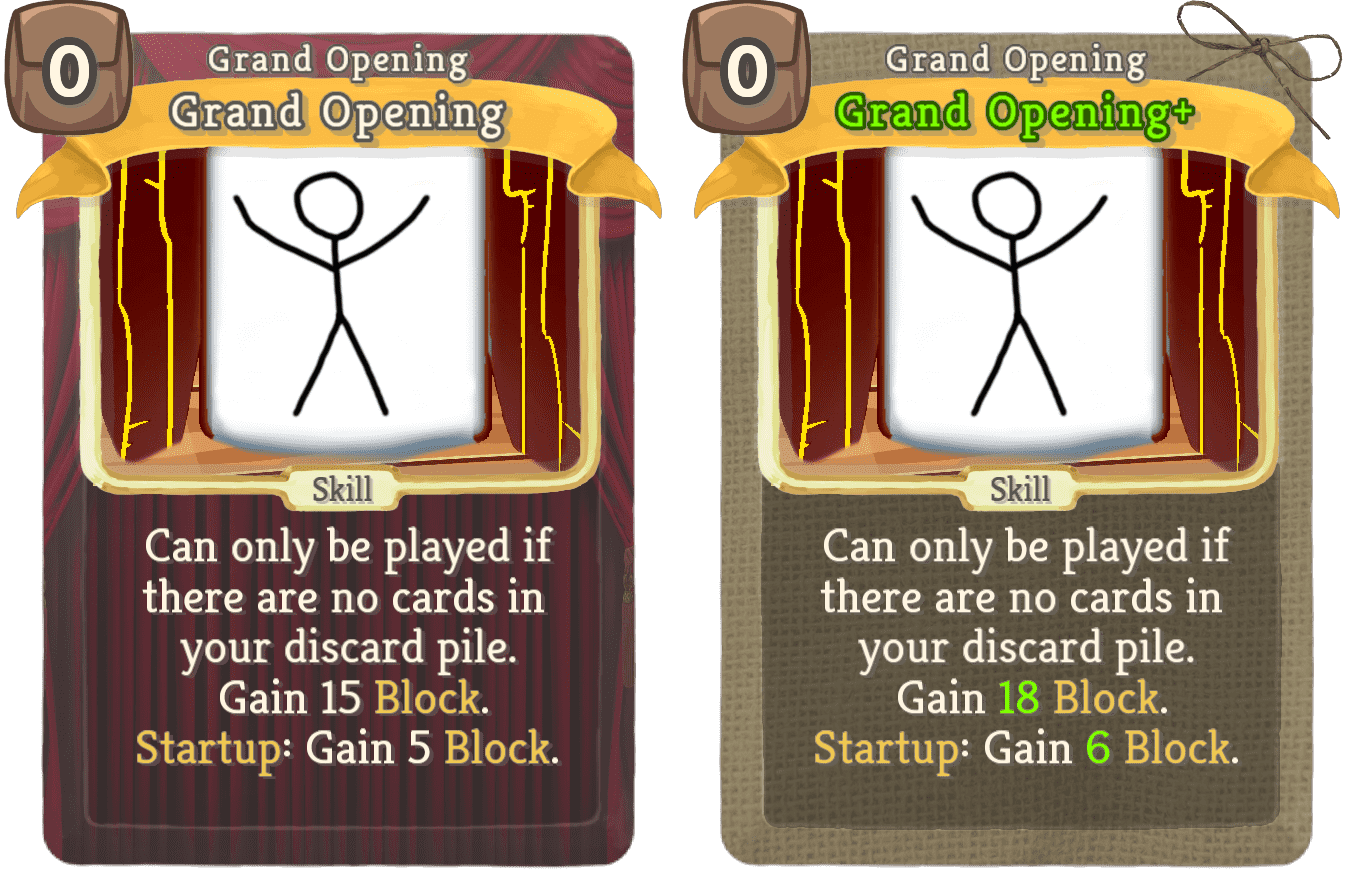 0
Grand Opening
Grand Opening
Skill
Can only be played if
there are no cards in
your discard pile.
Gain 15 Block.
Startup: Gain 5 Block.
0
Grand Opening
Grand Opening+
Skill
Can only be played if
there are no cards in
your discard pile.
Gain 18 Block.
Startup: Gain 6 Block.